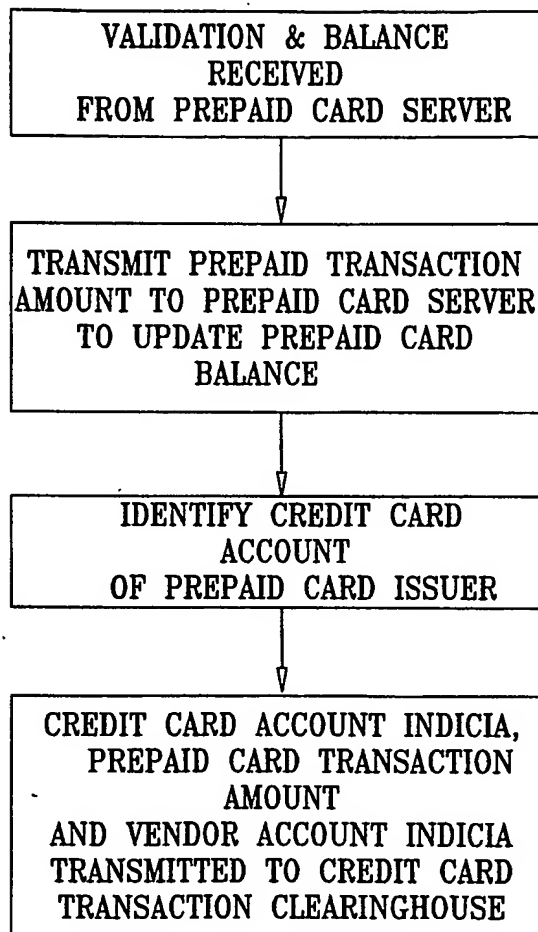 VALIDATION & BALANCE
RECEIVED
FROM PREPAID CARD SERVER
TRANSMIT PREPAID TRANSACTION
AMOUNT TO PREPAID CARD SERVER
TO UPDATE PREPAID CARD
BALANCE
IDENTIFY CREDIT CARD
ACCOUNT
OF PREPAID CARD ISSUER
CREDIT CARD ACCOUNT INDICIA,
PREPAID CARD TRANSACTION
AMOUNT
AND VENDOR ACCOUNT INDICIA
TRANSMITTED TO CREDIT CARD
TRANSACTION CLEARINGHOUSE